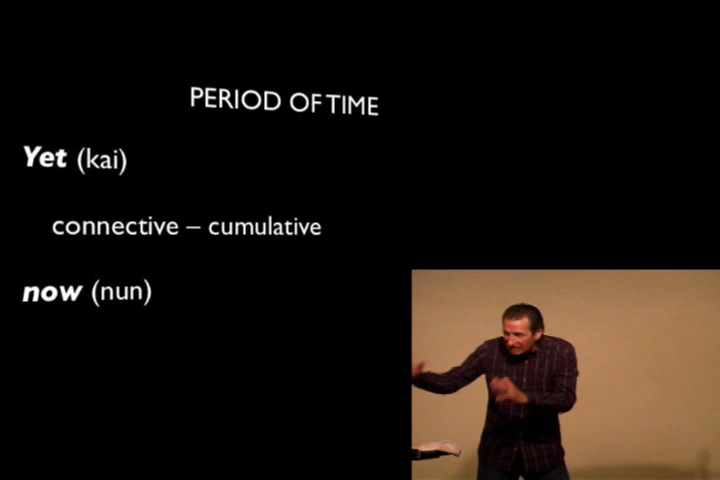 PERIOD OF TIME
Yet (kai)
connective – cumulative
now (nun)